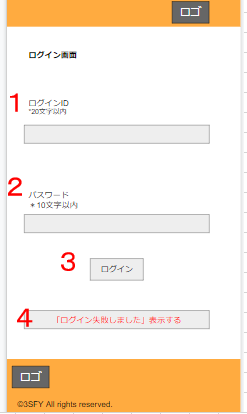 ロゴ
ログイン画面
1
ログインID
*20文字以内
2
パスワード
*10文字以内
3
ログイン
4
「ログイン失敗しました」表示する
ロゴ
©3SFY All rights reserved.